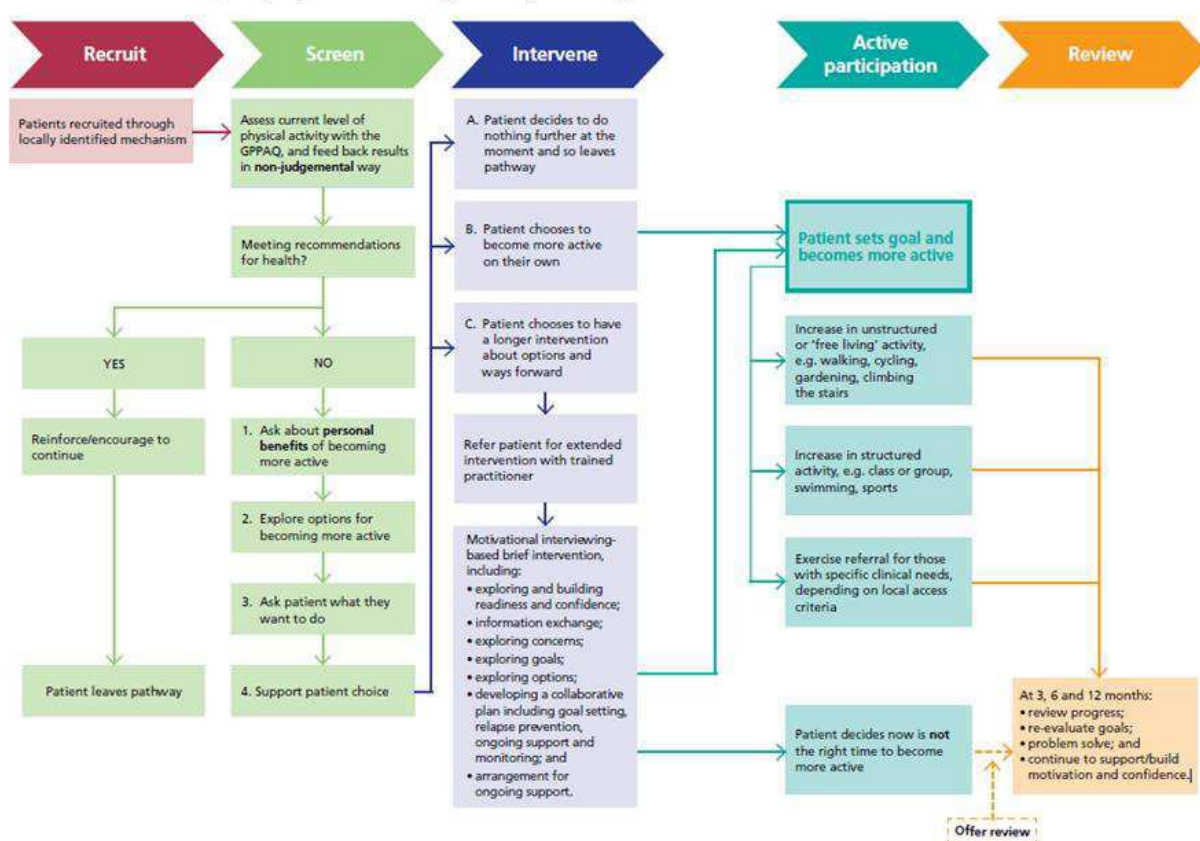 Recruit
Screen
Intervene
Active
participation
Review
Patients recruited through
locally identified mechanism
Assess current level of
physical activity with the
GPPAQ, and feed back results
in non-judgemental way
Meeting recommendations
for health?
YES
NO
Reinforce/encourage to
continue
Patient leaves pathway
1. Ask about personal
benefits of becoming
more active
2. Explore options for
becoming more active
3. Ask patient what they
want to do
4. Support patient choice
A. Patient decides to do
nothing further at the
moment and so leaves
pathway
B. Patient chooses to
become more active
on their own
C. Patient chooses to have
a longer intervention
about options and
ways forward
Refer patient for extended
intervention with trained
practitioner
Motivational interviewing-
based brief intervention,
including:
• exploring and building
readiness and confidence;
• information exchange;
• exploring concerns;
• exploring goals;
• exploring options;
• developing a collaborative
plan including goal setting,
relapse prevention,
ongoing support and
monitoring; and
• arrangement for
ongoing support.
Patient sets goal and
becomes more active
Increase in unstructured
or 'free living' activity,
e.g. walking, cycling,
gardening, climbing
the stairs
Increase in structured
activity, e.g. class or group,
swimming, sports
Exercise referral for those
with specific clinical needs,
depending on local access
criteria
Patient decides now is not
the right time to become
more active
At 3, 6 and 12 months:
• review progress;
• re-evaluate goals;
• problem solve; and
• continue to support/build
motivation and confidence.
Offer review